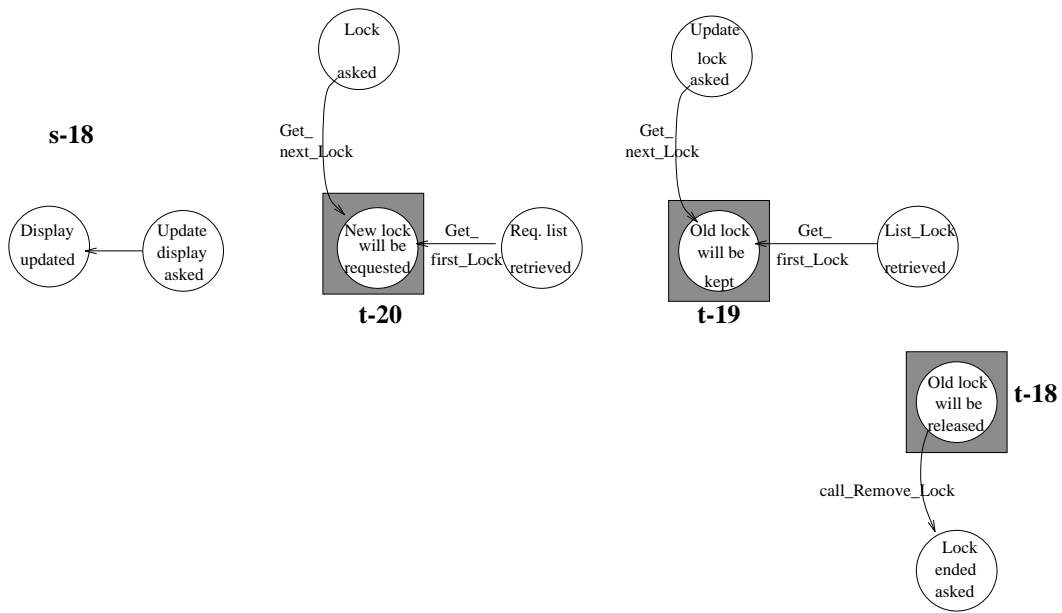 Lock
asked
Update
lock
asked
s-18
Get_
next_Lock
Get_
next_Lock
Display
updated
Update
display
asked
New lock
will be
requested
Get_
first_Lock
Req. list
retrieved
Old lock
will be
kept
Get_
first_Lock
List_Lock
retrieved
t-20
t-19
Old lock
will be
released
t-18
call_Remove_Lock
Lock
ended
asked